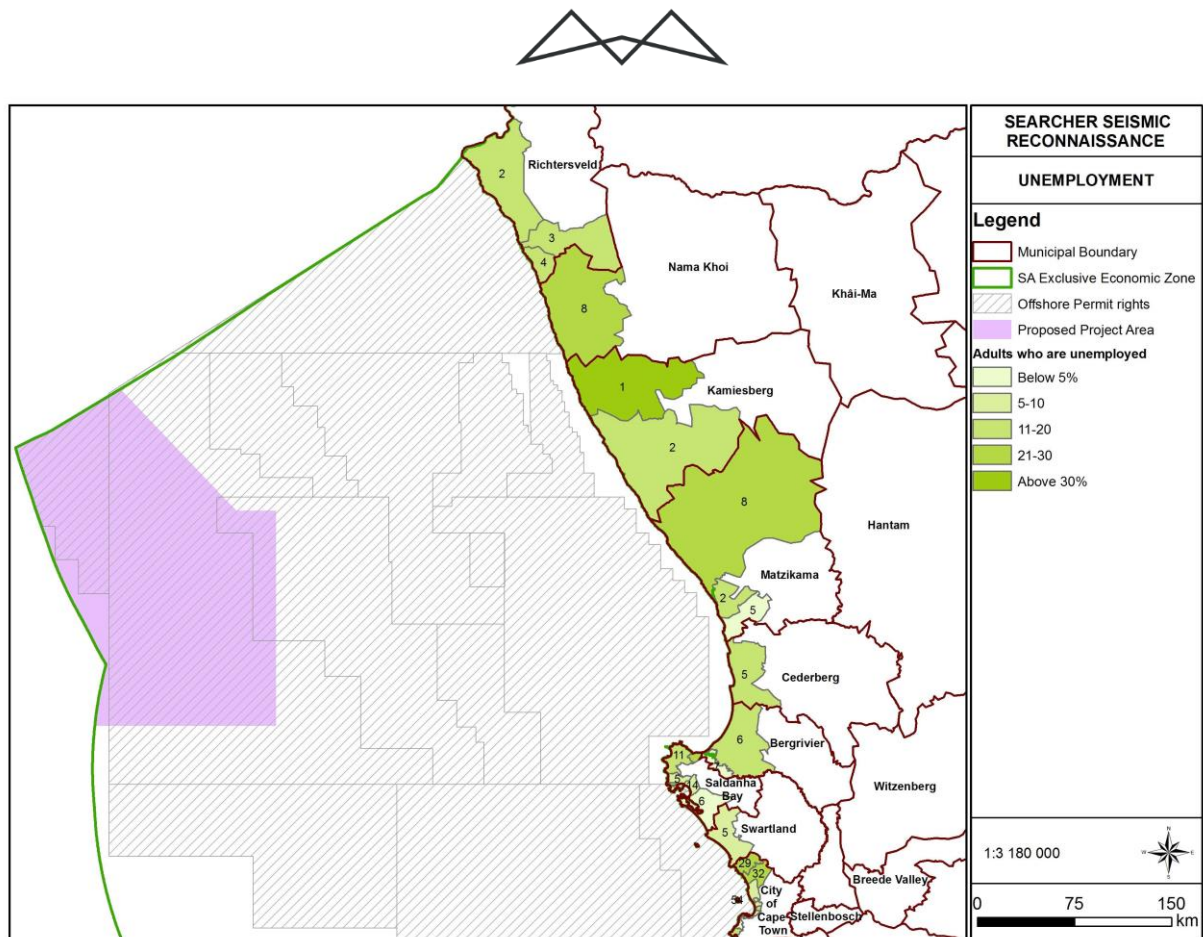 SEARCHER SEISMIC
RECONNAISSANCE
UNEMPLOYMENT
Legend
Municipal Boundary
SA Exclusive Economic Zone
Offshore Permit rights
Proposed Project Area
Adults who are unemployed
Below 5%
5-10
11-20
21-30
Above 30%
1:3 180 000
N
W
E
S
0
75
150
km
2
Richtersveld
3
4
Nama Khoi
Khâi-Ma
8
1
Kamiesberg
2
8
Hantam
Matzikama
2
5
5
Cederberg
6
Bergrivier
11
7
5
14
Saldanha
Bay
Witzenberg
6
5
Swartland
29
32
Breede Valley
City
of
Cape
Town
Stellenbosch
54